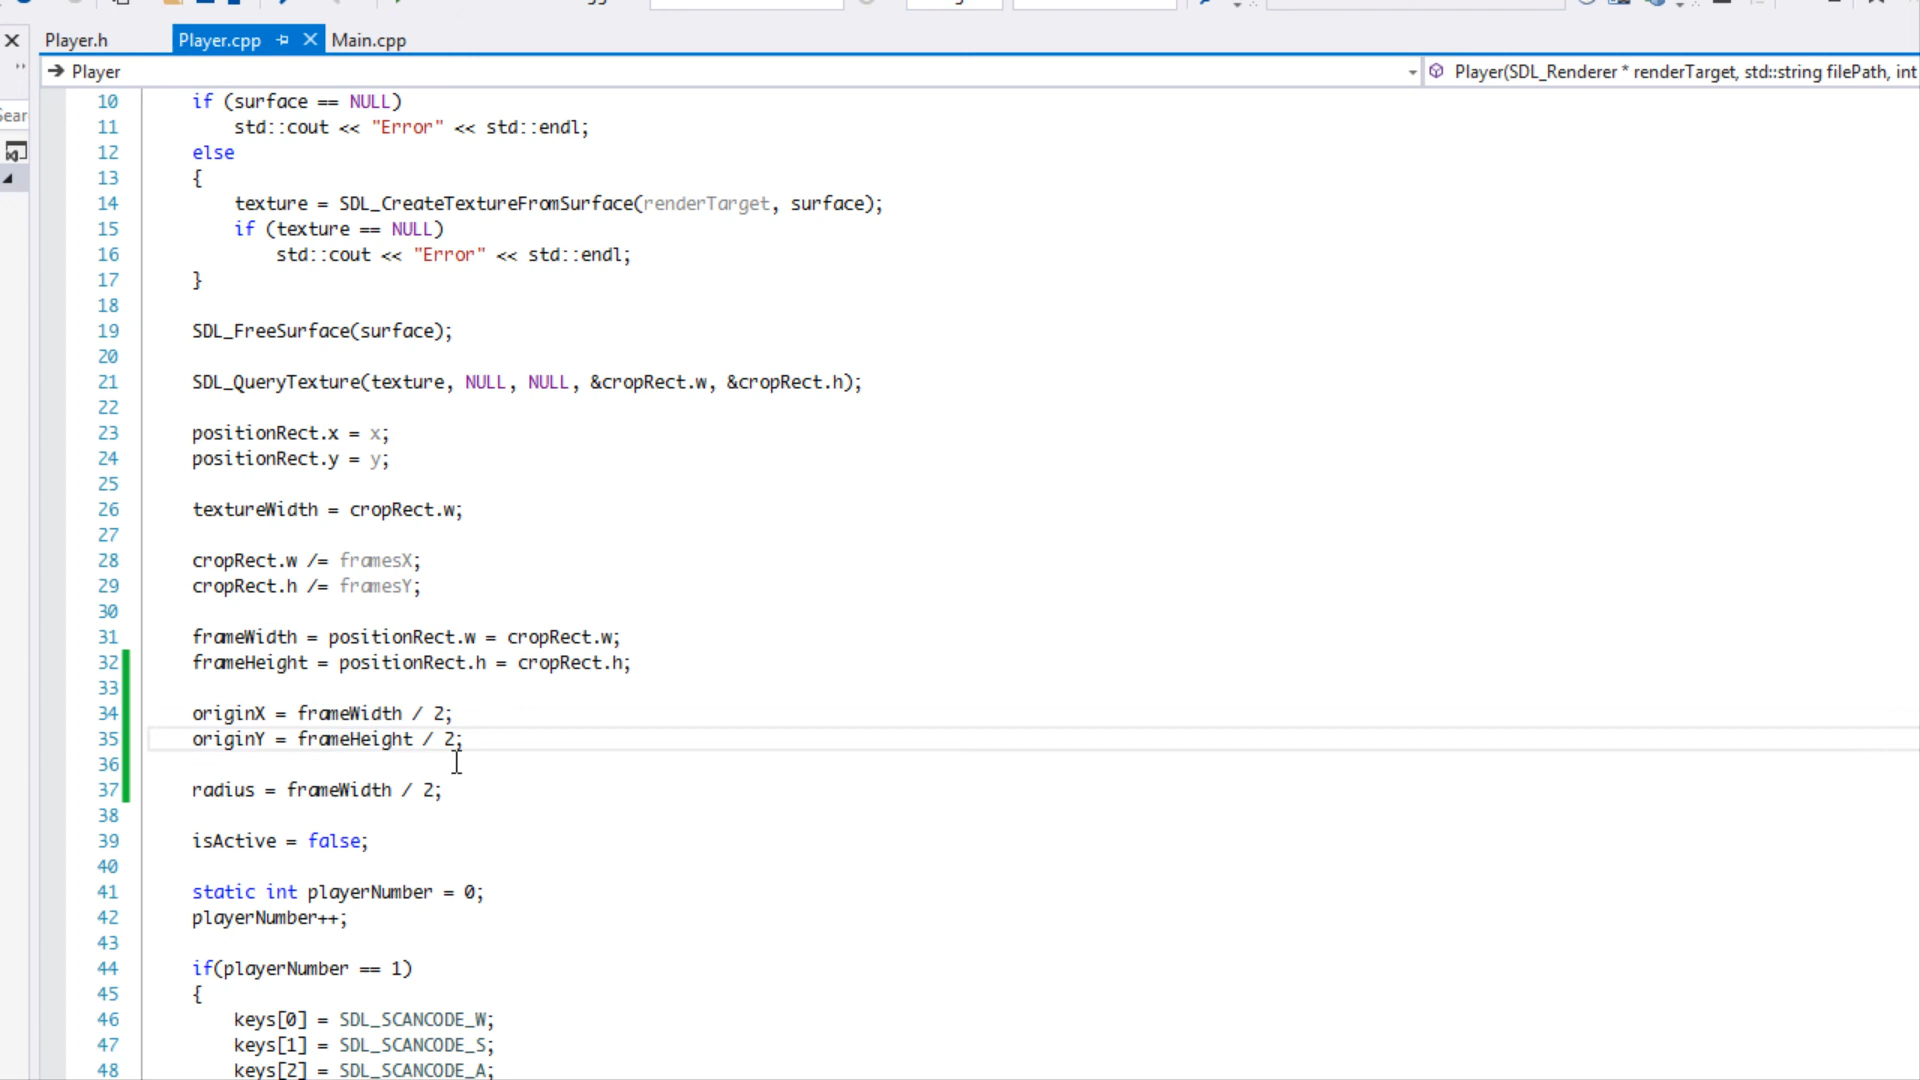 Player.h
Player.cpp
Main.cpp
Player
Player(SDL_Renderer * renderTarget, std::string filePath, int
Sear
10 if (surface == NULL)
11 std::cout << "Error" << std::endl;
12 else
13 {
14 texture = SDL_CreateTextureFromSurface(renderTarget, surface);
15 if (texture == NULL)
16 std::cout << "Error" << std::endl;
17 }
18
19 SDL_FreeSurface(surface);
20
21 SDL_QueryTexture(texture, NULL, NULL, &cropRect.w, &cropRect.h);
22
23 positionRect.x = x;
24 positionRect.y = y;
25
26 textureWidth = cropRect.w;
27
28 cropRect.w /= framesX;
29 cropRect.h /= framesY;
30
31 frameWidth = positionRect.w = cropRect.w;
32 frameHeight = positionRect.h = cropRect.h;
33
34 originX = frameWidth / 2;
35 originY = frameHeight / 2;
36
37 radius = frameWidth / 2;
38
39 isActive = false;
40
41 static int playerNumber = 0;
42 playerNumber++;
43
44 if(playerNumber == 1)
45 {
46 keys[0] = SDL_SCANCODE_W;
47 keys[1] = SDL_SCANCODE_S;
48 keys[2] = SDL_SCANCODE_A;